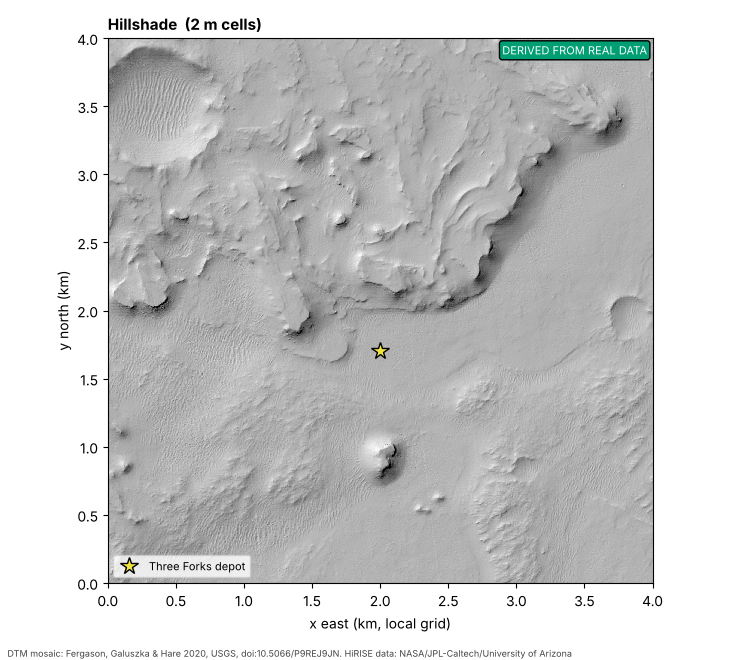 Hillshade (2 m cells)
DERIVED FROM REAL DATA
4.0
3.5
3.0
2.5
2.0
1.5
1.0
0.5
0.0
y north (km)
Three Forks depot
0.0 0.5 1.0 1.5 2.0 2.5 3.0 3.5 4.0
x east (km, local grid)
DTM mosaic: Fergason, Galuszka & Hare 2020, USGS, doi:10.5066/P9REJ9JN. HiRISE data: NASA/JPL-Caltech/University of Arizona